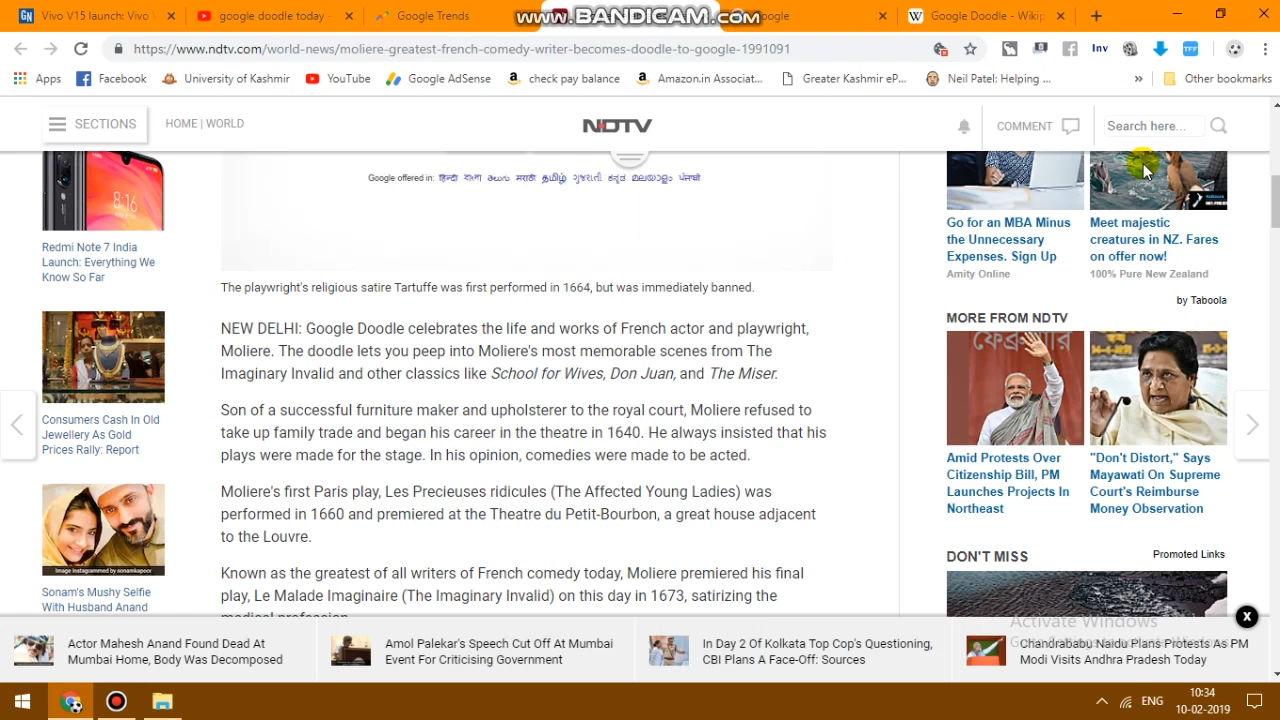 Vivo V15 launch: Vivo V
google doodle today -
Google Trends
www.BANDICAM.com
Google Doodle - Wikip
https://www.ndtv.com/world-news/moliere-greatest-french-comedy-writer-becomes-doodle-to-google-1991091
Inv
TFF
Apps
Facebook
University of Kashmir
YouTube
Google AdSense
check pay balance
Amazon.in Associat...
Greater Kashmir eP...
Neil Patel: Helping ...
»
Other bookmarks
SECTIONS
HOME | WORLD
NDTV
COMMENT
Search here...
8:16
Redmi Note 7 India
Launch: Everything We
Know So Far
Consumers Cash In Old
Jewellery As Gold
Prices Rally: Report
Image instagrammed by sonamkapoor
Sonam's Mushy Selfie
With Husband Anand
Google offered in: हिन्दी বাংলা తెలుగు मराठी தமிழ் ગુજરાતી ಕನ್ನಡ മലയാളം ਪੰਜਾਬੀ
The playwright's religious satire Tartuffe was first performed in 1664, but was immediately banned.
NEW DELHI: Google Doodle celebrates the life and works of French actor and playwright,
Moliere. The doodle lets you peep into Moliere's most memorable scenes from The
Imaginary Invalid and other classics like School for Wives, Don Juan, and The Miser.
Son of a successful furniture maker and upholsterer to the royal court, Moliere refused to
take up family trade and began his career in the theatre in 1640. He always insisted that his
plays were made for the stage. In his opinion, comedies were made to be acted.
Moliere's first Paris play, Les Precieuses ridicules (The Affected Young Ladies) was
performed in 1660 and premiered at the Theatre du Petit-Bourbon, a great house adjacent
to the Louvre.
Known as the greatest of all writers of French comedy today, Moliere premiered his final
play, Le Malade Imaginaire (The Imaginary Invalid) on this day in 1673, satirizing the
medical profession.
Go for an MBA Minus
the Unnecessary
Expenses. Sign Up
Amity Online
Meet majestic
creatures in NZ. Fares
on offer now!
100% Pure New Zealand
by Taboola
MORE FROM NDTV
Amid Protests Over
Citizenship Bill, PM
Launches Projects In
Northeast
"Don't Distort," Says
Mayawati On Supreme
Court's Reimburse
Money Observation
DON'T MISS
Promoted Links
Activate Windows
Actor Mahesh Anand Found Dead At
Mumbai Home, Body Was Decomposed
Amol Palekar's Speech Cut Off At Mumbai
Event For Criticising Government
In Day 2 Of Kolkata Top Cop's Questioning,
CBI Plans A Face-Off: Sources
Chandrababu Naidu Plans Protests As PM
Modi Visits Andhra Pradesh Today
ENG
10:34
10-02-2019